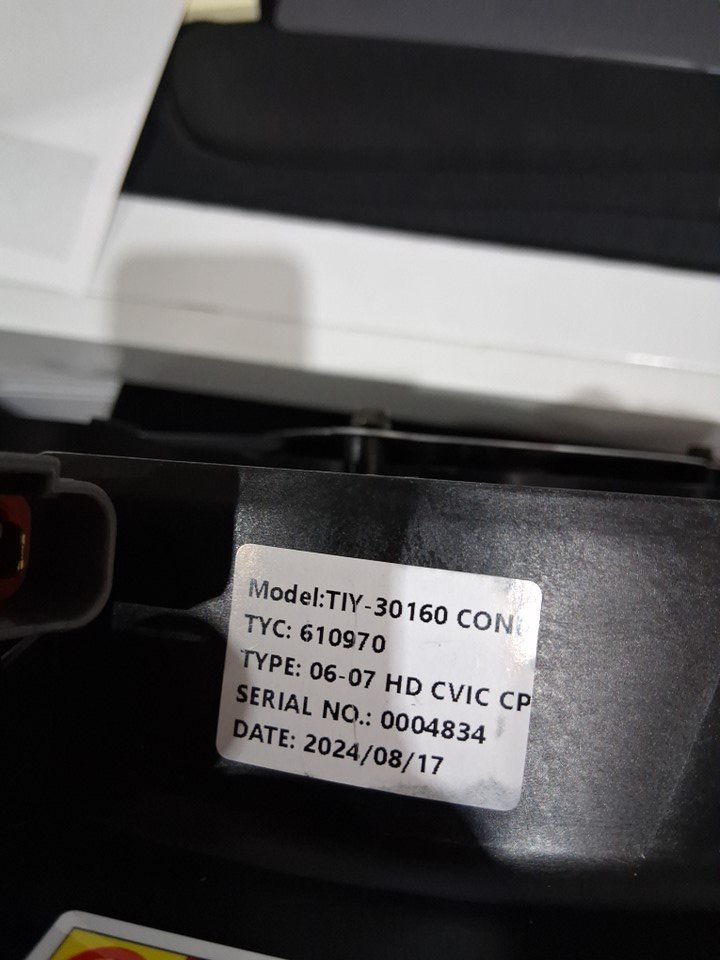 Model:TIY-30160 CON
TYC: 610970
TYPE: 06-07 HD CVIC CP
SERIAL NO.: 0004834
DATE: 2024/08/17